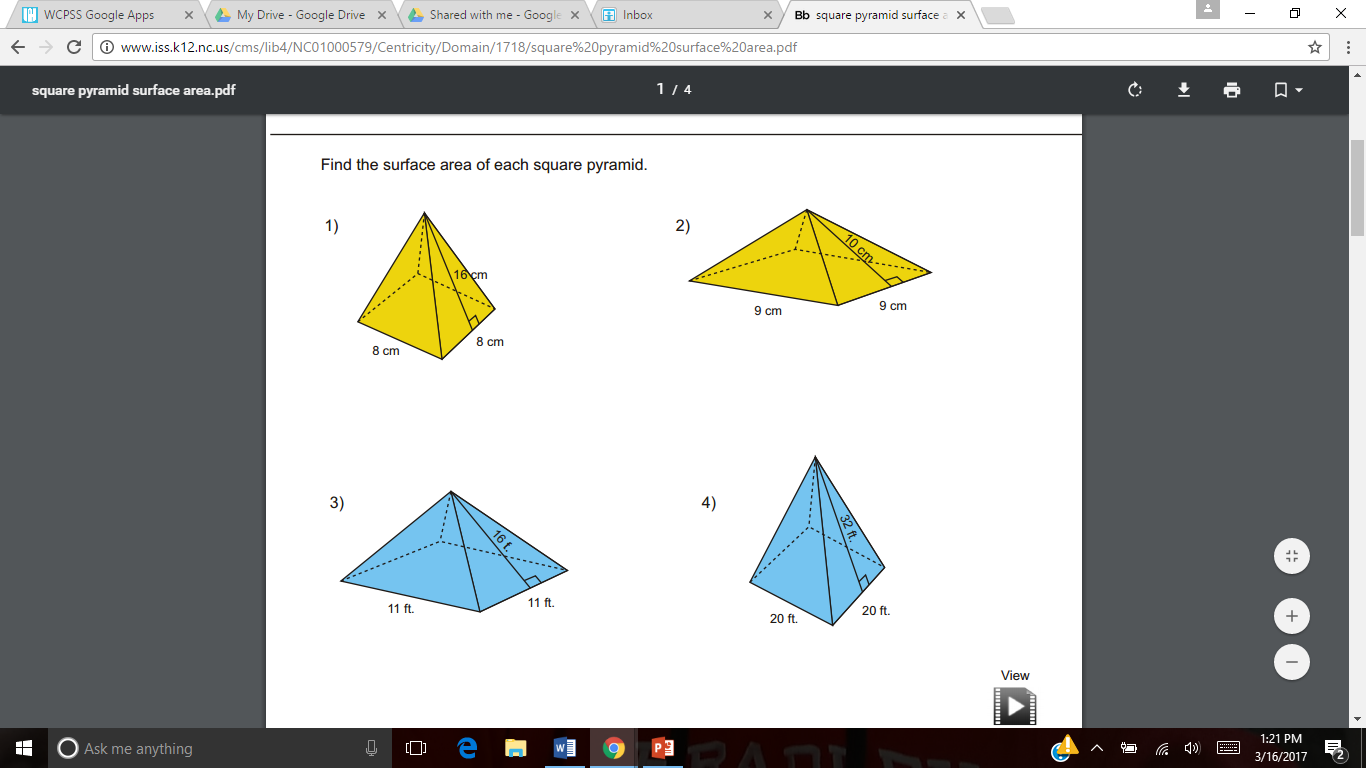 WCPSS Google Apps
My Drive - Google Drive
Shared with me - Google
Inbox
Bb square pyramid surface a
www.iss.k12.nc.us/cms/lib4/NC01000579/Centricity/Domain/1718/square%20pyramid%20surface%20area.pdf
square pyramid surface area.pdf
1 / 4
Find the surface area of each square pyramid.
1)
16 cm
8 cm
8 cm
2)
10 cm
9 cm
9 cm
3)
16 f.
11 ft.
11 ft.
4)
32 ft.
20 ft.
20 ft.
View
Ask me anything
1:21 PM
3/16/2017
2